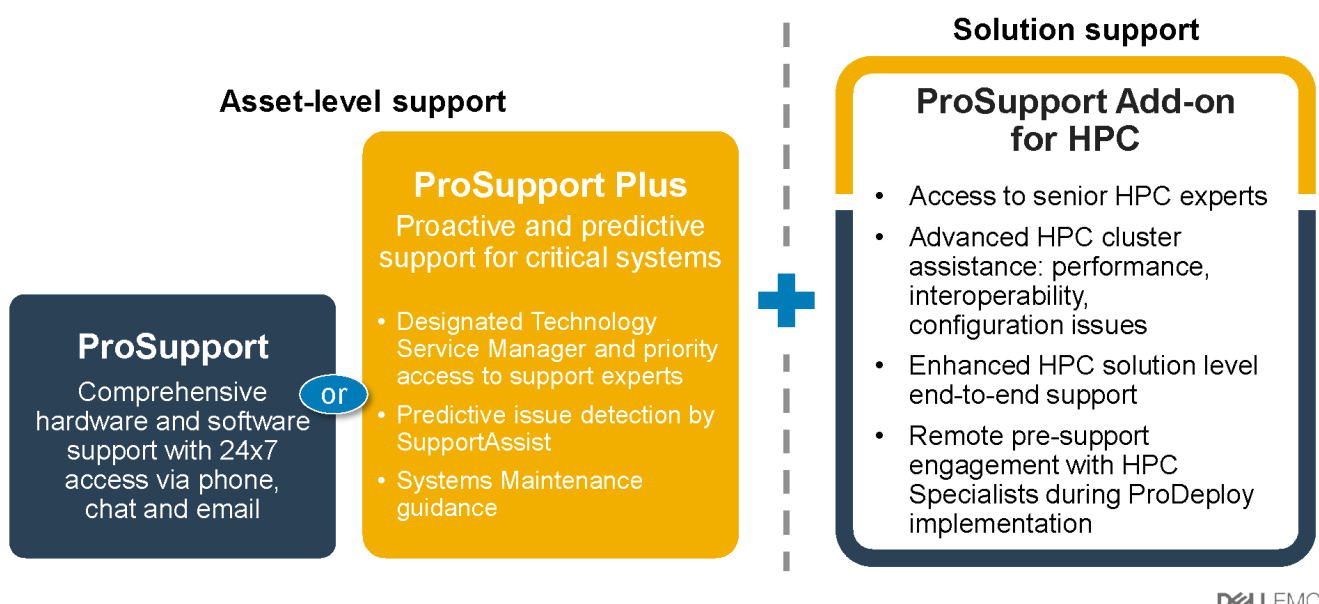 Asset-level support
ProSupport
Comprehensive
hardware and software
support with 24x7
access via phone,
chat and email
or
ProSupport Plus
Proactive and predictive
support for critical systems
• Designated Technology
Service Manager and priority
access to support experts
• Predictive issue detection by
SupportAssist
• Systems Maintenance
guidance
Solution support
ProSupport Add-on
for HPC
• Access to senior HPC experts
• Advanced HPC cluster
assistance: performance,
interoperability,
configuration issues
• Enhanced HPC solution level
end-to-end support
• Remote pre-support
engagement with HPC
Specialists during ProDeploy
implementation
DELL EMC